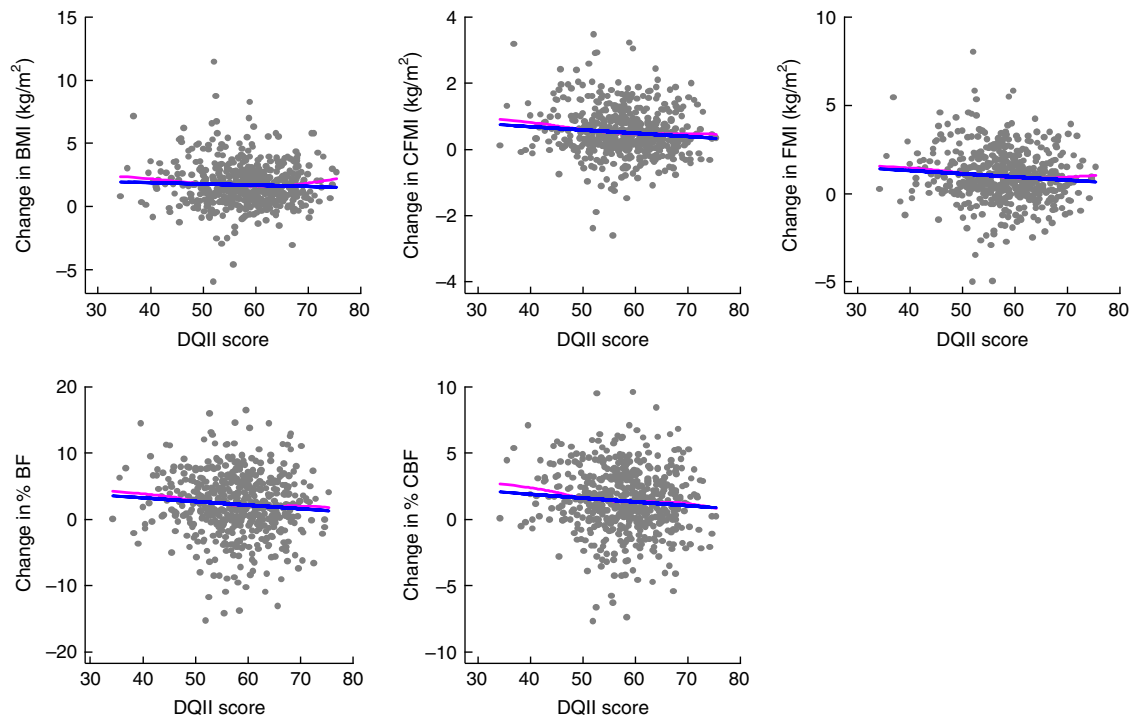 Change in BMI (kg/m²)
15
10
5
0
–5
30 40 50 60 70 80
DQII score
Change in CFMI (kg/m²)
4
2
0
–2
–4
30 40 50 60 70 80
DQII score
Change in FMI (kg/m²)
10
5
0
–5
30 40 50 60 70 80
DQII score
Change in % BF
20
10
0
–10
–20
30 40 50 60 70 80
DQII score
Change in % CBF
10
5
0
–5
–10
30 40 50 60 70 80
DQII score